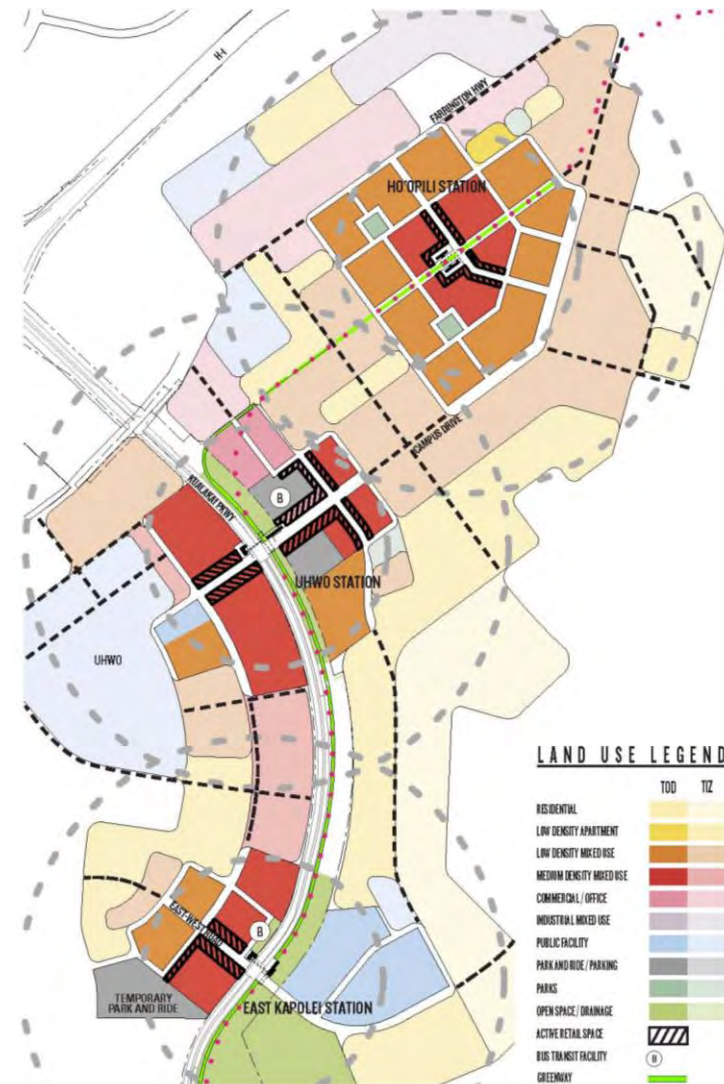 H-1
FARRINGTON HWY
HO'OPILI STATION
CAMPUS DRIVE
KUALAKAI PKWY
B
UHWO STATION
UHWO
EAST-WEST ROAD
B
TEMPORARY
PARK AND RIDE
EAST KAPOLEI STATION
LAND USE LEGEND
TOD TIZ
RESIDENTIAL
LOW DENSITY APARTMENT
LOW DENSITY MIXED USE
MEDIUM DENSITY MIXED USE
COMMERCIAL / OFFICE
INDUSTRIAL MIXED USE
PUBLIC FACILITY
PARK AND RIDE / PARKING
PARKS
OPEN SPACE / DRAINAGE
ACTIVE RETAIL SPACE
BUS TRANSIT FACILITY B
GREENWAY